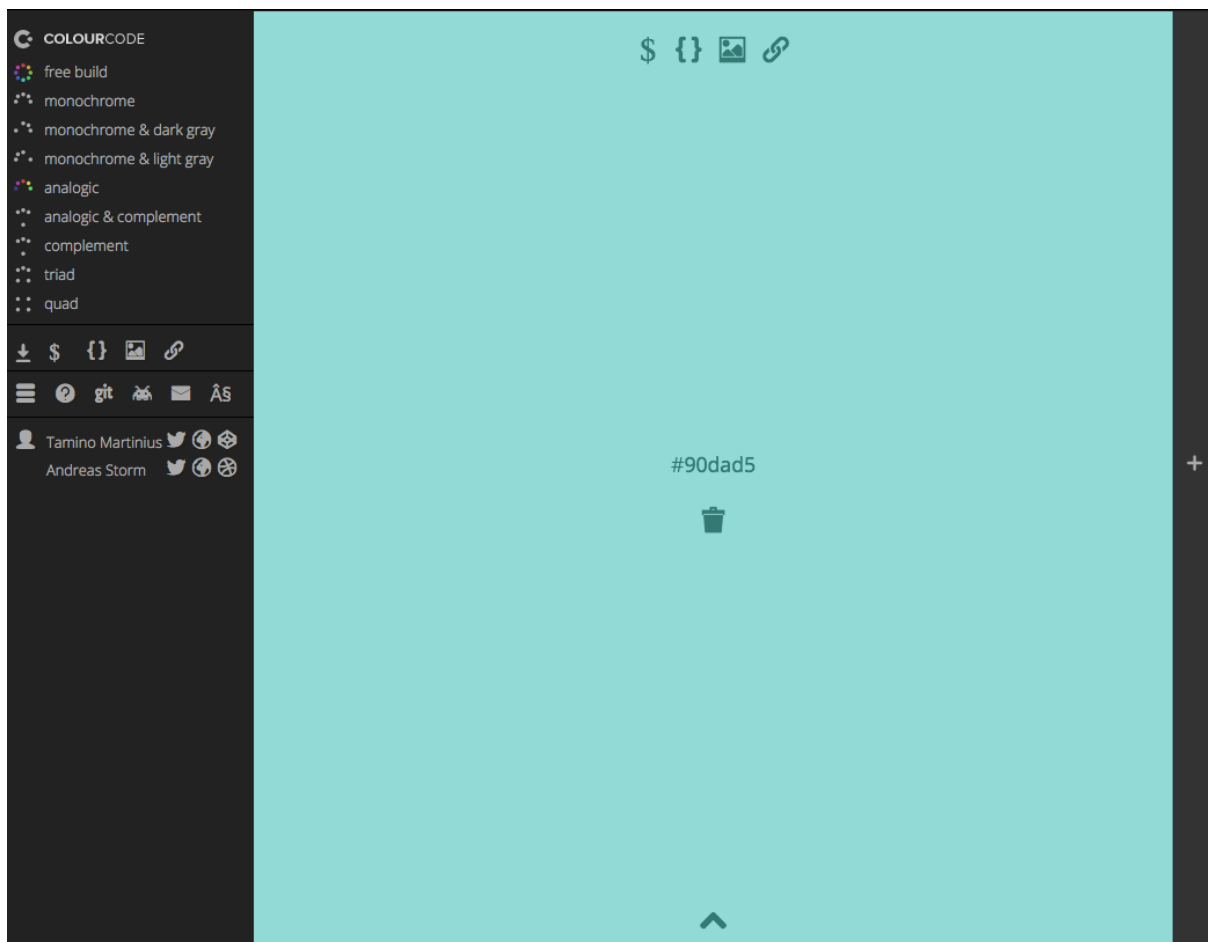 COLOURCODE
free build
monochrome
monochrome & dark gray
monochrome & light gray
analogic
analogic & complement
complement
triad
quad
$ {}
git Â§
Tamino Martinius
Andreas Storm
$ {}
#90dad5
+